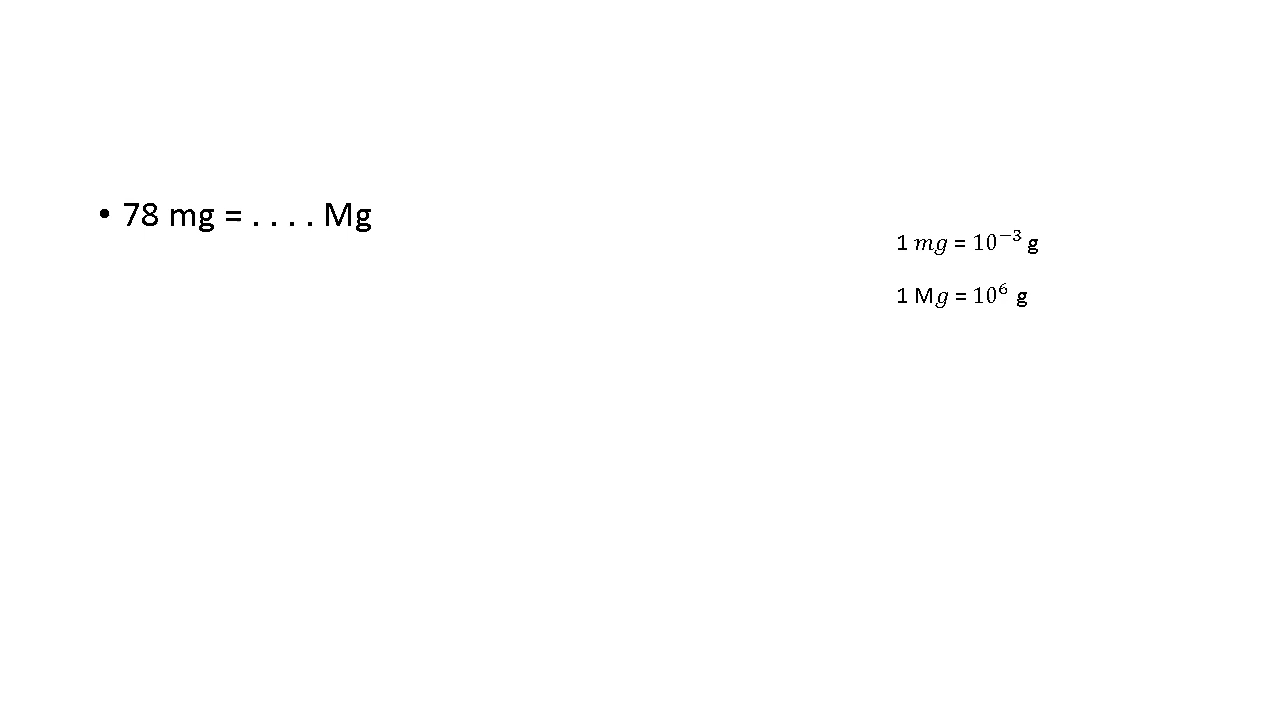 • 78 mg = . . . . Mg
1 𝑚𝑔 = 10⁻³ g
1 M𝑔 = 10⁶ g